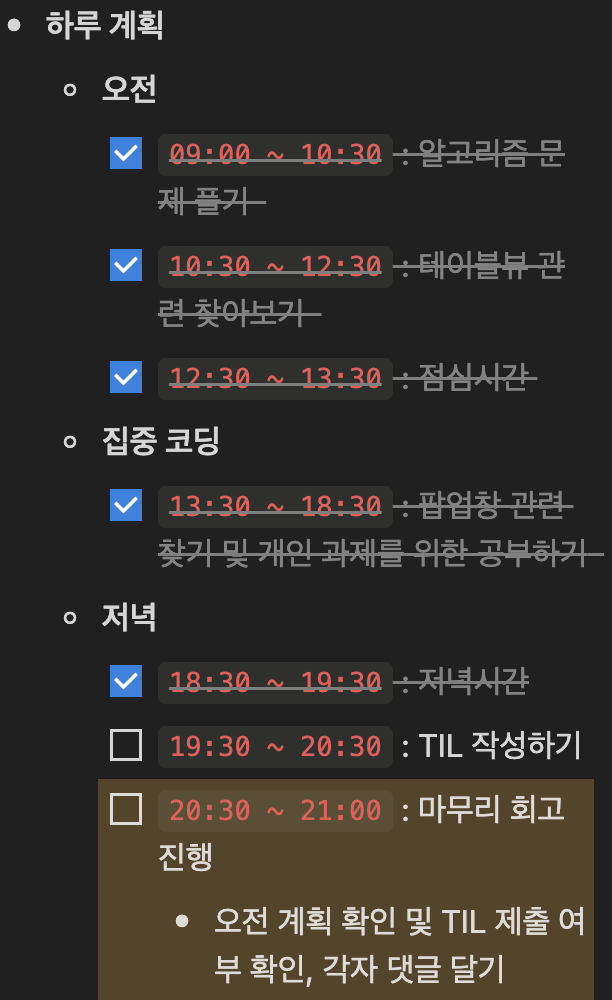 하루 계획
오전
09:00 ~ 10:30 : 알고리즘 문
제 풀기
10:30 ~ 12:30 : 테이블뷰 관
련 찾아보기
12:30 ~ 13:30 : 점심시간
집중 코딩
13:30 ~ 18:30 : 팝업창 관련
찾기 및 개인 과제를 위한 공부하기
저녁
18:30 ~ 19:30 : 저녁시간
19:30 ~ 20:30 : TIL 작성하기
20:30 ~ 21:00 : 마무리 회고
진행
오전 계획 확인 및 TIL 제출 여
부 확인, 각자 댓글 달기